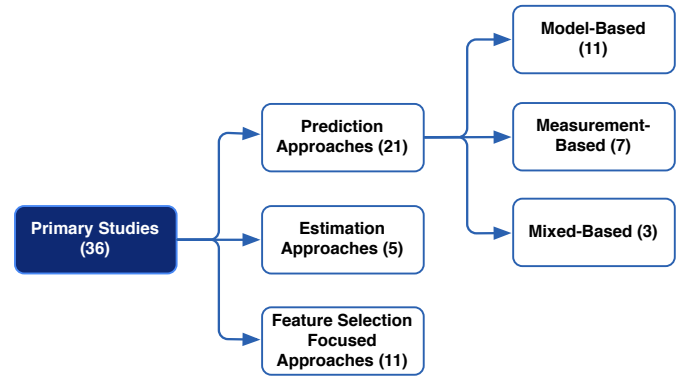 Primary Studies
(36)
Prediction
Approaches (21)
Estimation
Approaches (5)
Feature Selection
Focused
Approaches (11)
Model-Based
(11)
Measurement-
Based (7)
Mixed-Based (3)